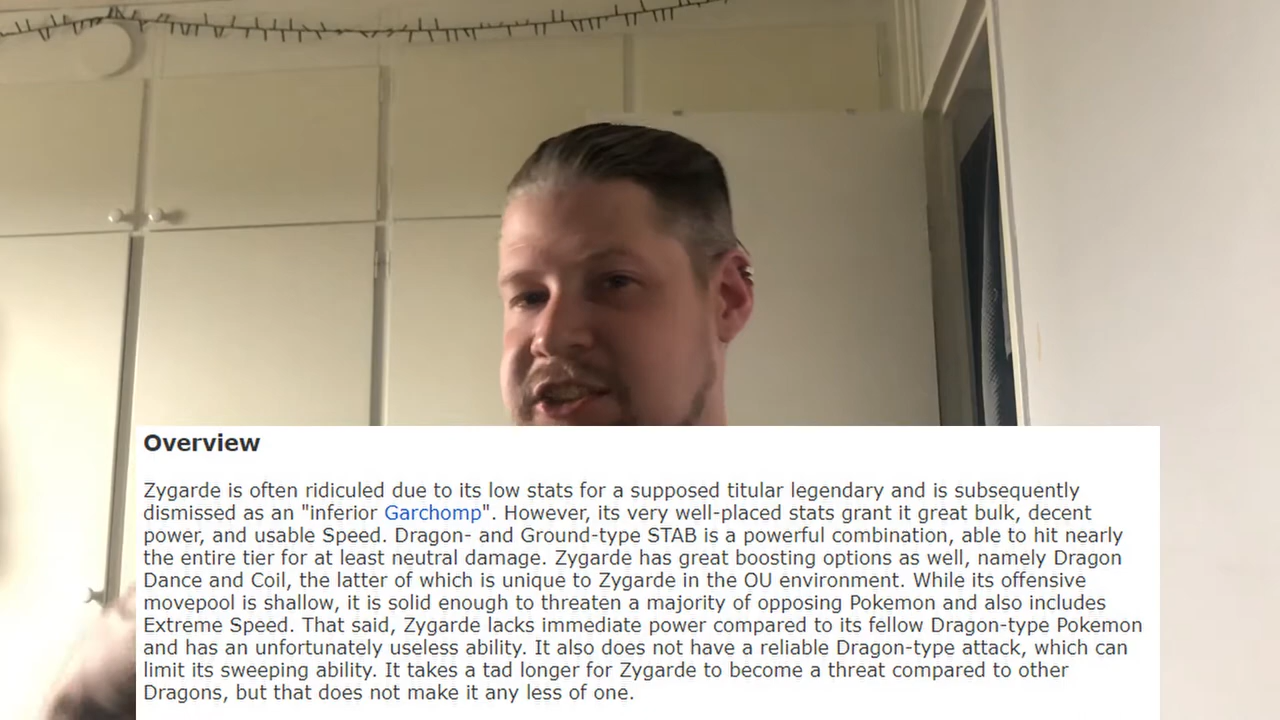 Overview
Zygarde is often ridiculed due to its low stats for a supposed titular legendary and is subsequently
dismissed as an "inferior Garchomp". However, its very well-placed stats grant it great bulk, decent
power, and usable Speed. Dragon- and Ground-type STAB is a powerful combination, able to hit nearly
the entire tier for at least neutral damage. Zygarde has great boosting options as well, namely Dragon
Dance and Coil, the latter of which is unique to Zygarde in the OU environment. While its offensive
movepool is shallow, it is solid enough to threaten a majority of opposing Pokemon and also includes
Extreme Speed. That said, Zygarde lacks immediate power compared to its fellow Dragon-type Pokemon
and has an unfortunately useless ability. It also does not have a reliable Dragon-type attack, which can
limit its sweeping ability. It takes a tad longer for Zygarde to become a threat compared to other
Dragons, but that does not make it any less of one.